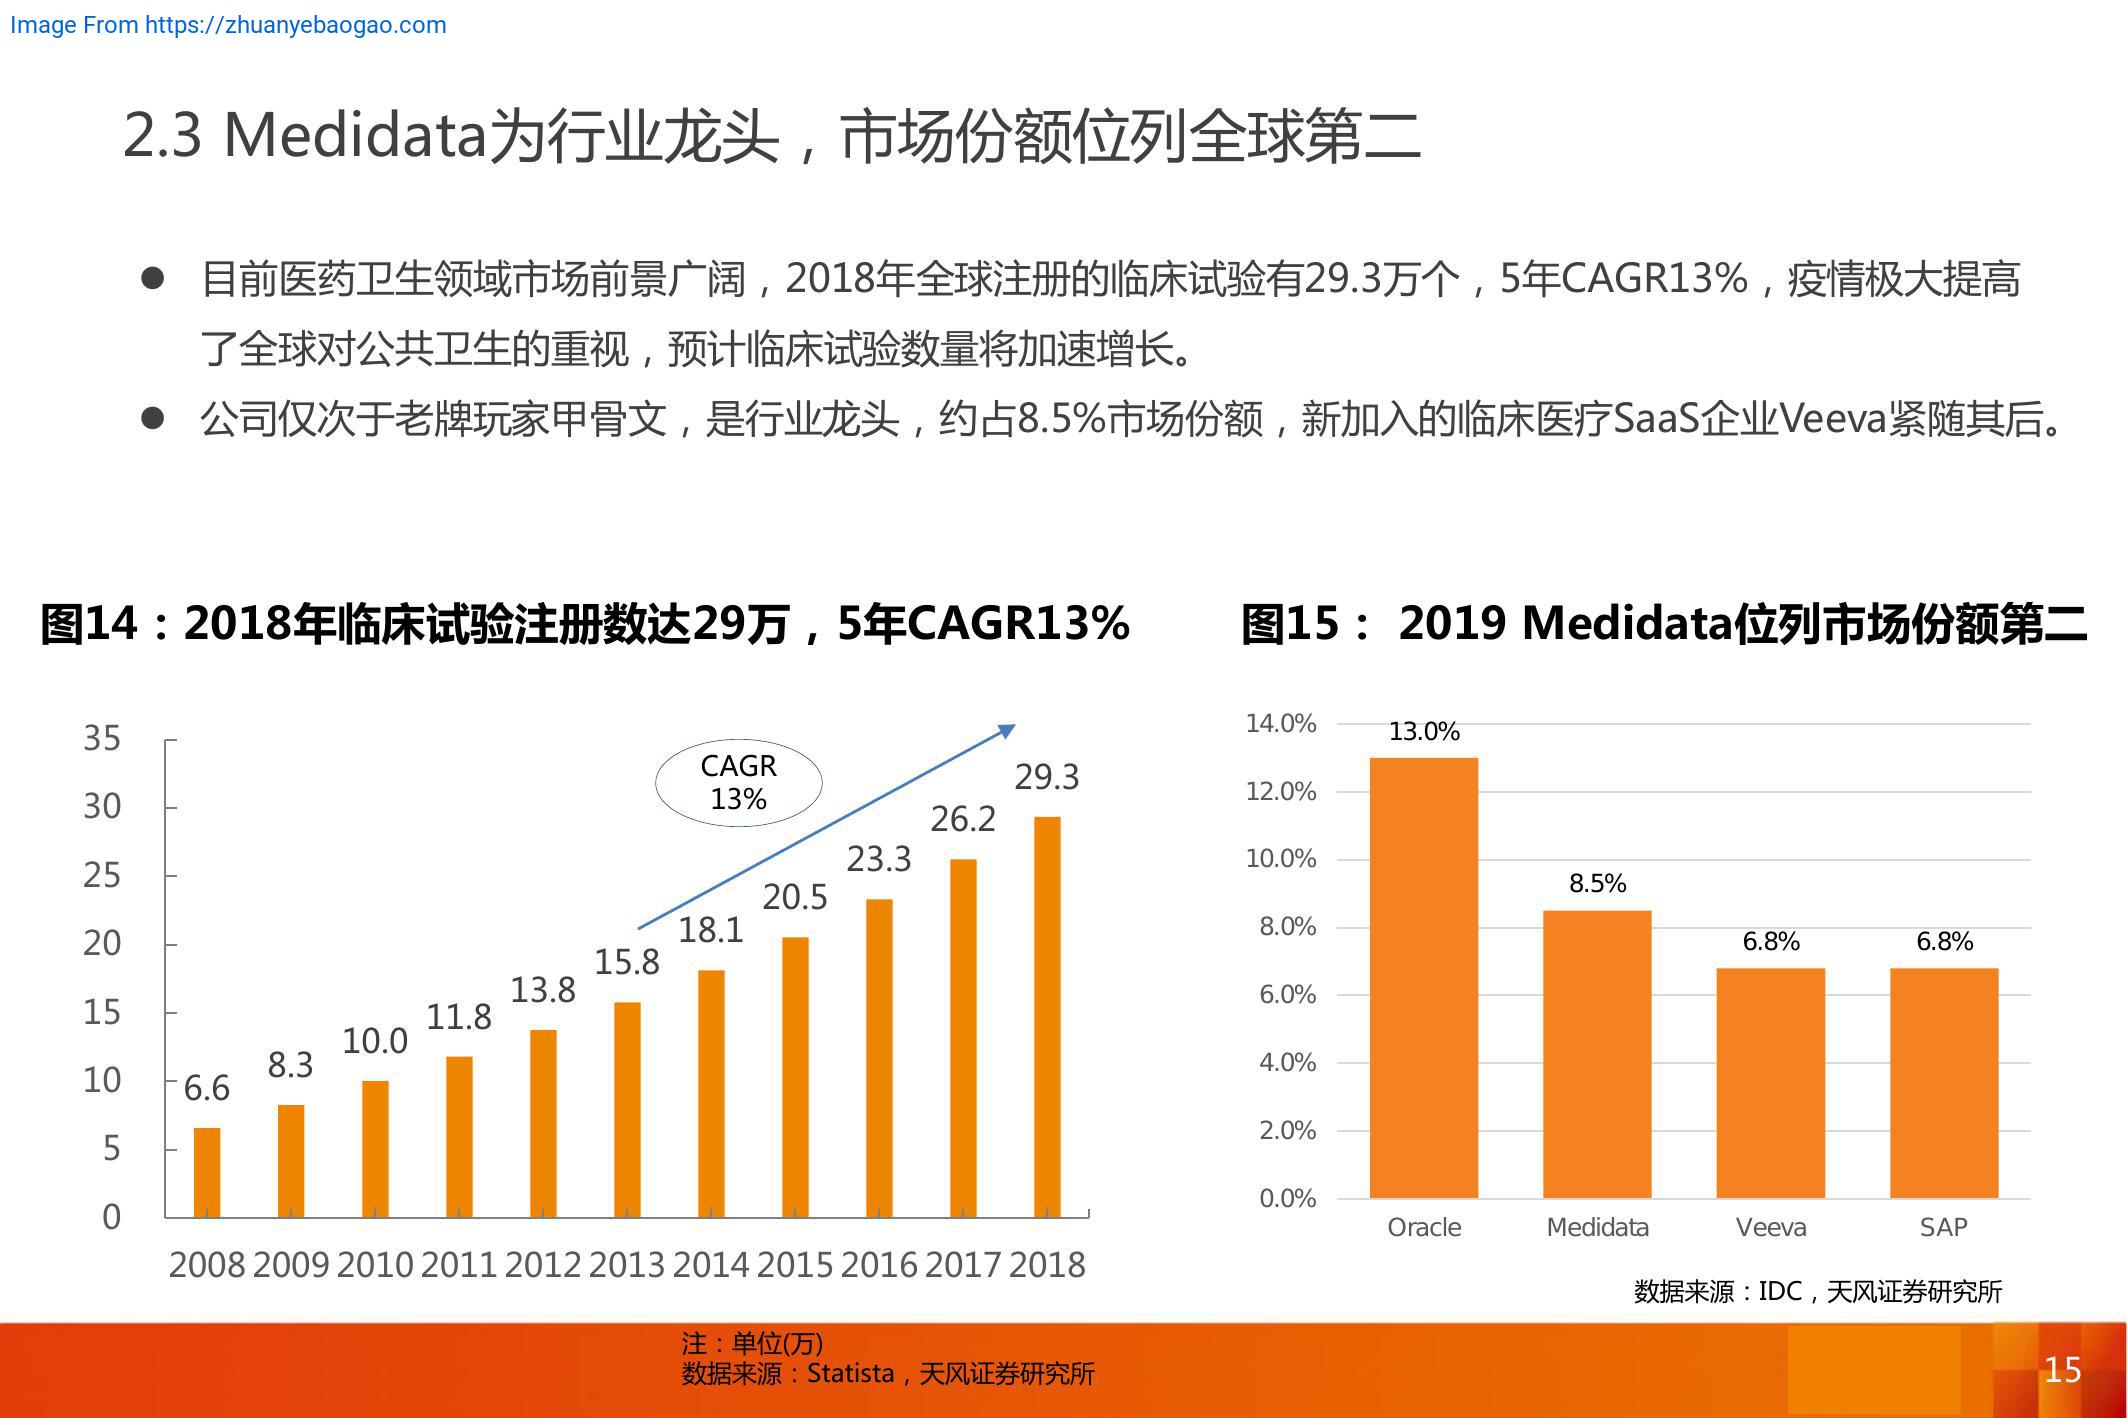 Image From https://zhuanyebaogao.com
2.3 Medidata为行业龙头，市场份额位列全球第二
● 目前医药卫生领域市场前景广阔，2018年全球注册的临床试验有29.3万个，5年CAGR13%，疫情极大提高
了全球对公共卫生的重视，预计临床试验数量将加速增长。
● 公司仅次于老牌玩家甲骨文，是行业龙头，约占8.5%市场份额，新加入的临床医疗SaaS企业Veeva紧随其后。
图14：2018年临床试验注册数达29万，5年CAGR13%
35
30
25
20
15
10
5
0
CAGR
13%
6.6
8.3
10.0
11.8
13.8
15.8
18.1
20.5
23.3
26.2
29.3
2008 2009 2010 2011 2012 2013 2014 2015 2016 2017 2018
注：单位(万)
数据来源：Statista，天风证券研究所
图15： 2019 Medidata位列市场份额第二
14.0%
12.0%
10.0%
8.0%
6.0%
4.0%
2.0%
0.0%
13.0%
8.5%
6.8%
6.8%
Oracle Medidata Veeva SAP
数据来源：IDC，天风证券研究所
15